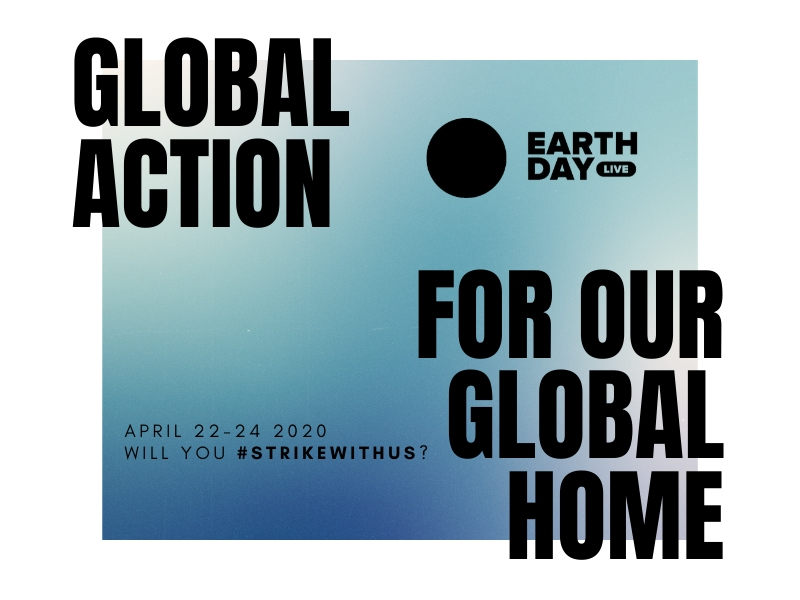 GLOBAL
ACTION
EARTH
DAY LIVE
FOR OUR
GLOBAL
HOME
APRIL 22-24 2020
WILL YOU #STRIKEWITHUS?